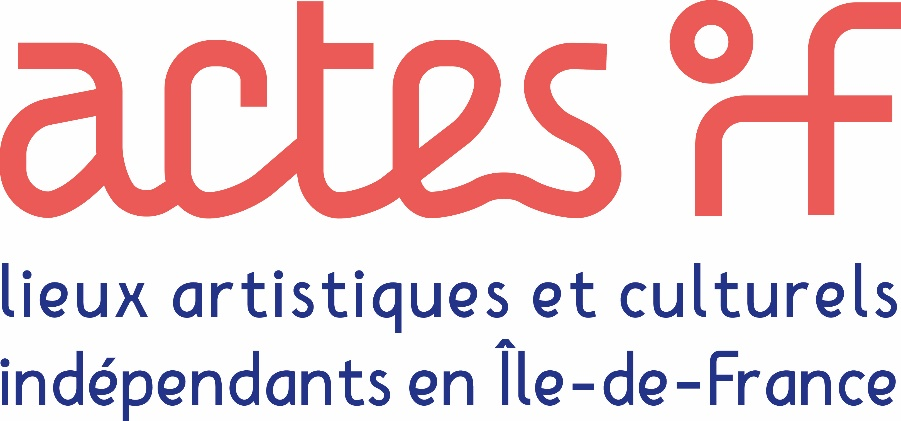 actes if
lieux artistiques et culturels
indépendants en Île-de-France